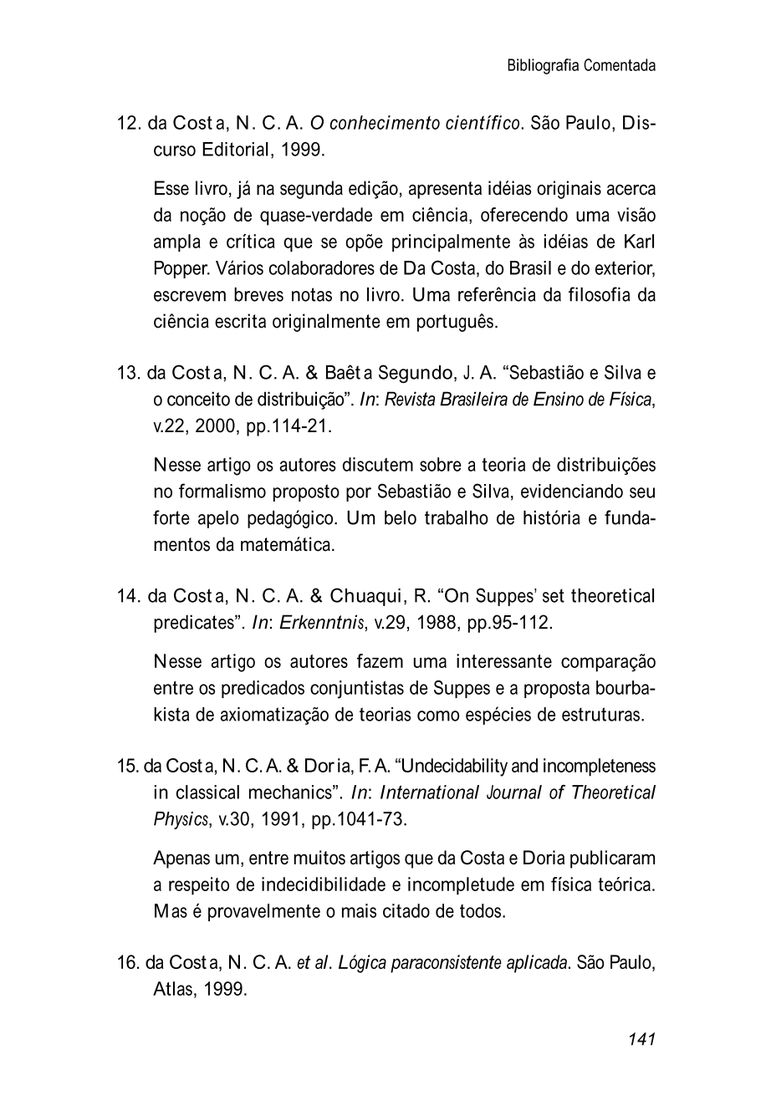 Bibliografia Comentada
12. da Costa, N. C. A. O conhecimento científico. São Paulo, Dis-
curso Editorial, 1999.
Esse livro, já na segunda edição, apresenta idéias originais acerca
da noção de quase-verdade em ciência, oferecendo uma visão
ampla e crítica que se opõe principalmente às idéias de Karl
Popper. Vários colaboradores de Da Costa, do Brasil e do exterior,
escrevem breves notas no livro. Uma referência da filosofia da
ciência escrita originalmente em português.
13. da Costa, N. C. A. & Baêta Segundo, J. A. “Sebastião e Silva e
o conceito de distribuição”. In: Revista Brasileira de Ensino de Física,
v.22, 2000, pp.114-21.
Nesse artigo os autores discutem sobre a teoria de distribuições
no formalismo proposto por Sebastião e Silva, evidenciando seu
forte apelo pedagógico. Um belo trabalho de história e funda-
mentos da matemática.
14. da Costa, N. C. A. & Chuaqui, R. “On Suppes’ set theoretical
predicates”. In: Erkenntnis, v.29, 1988, pp.95-112.
Nesse artigo os autores fazem uma interessante comparação
entre os predicados conjuntistas de Suppes e a proposta bourba-
kista de axiomatização de teorias como espécies de estruturas.
15. da Costa, N. C. A. & Doria, F. A. “Undecidability and incompleteness
in classical mechanics”. In: International Journal of Theoretical
Physics, v.30, 1991, pp.1041-73.
Apenas um, entre muitos artigos que da Costa e Doria publicaram
a respeito de indecidibilidade e incompletude em física teórica.
Mas é provavelmente o mais citado de todos.
16. da Costa, N. C. A. et al. Lógica paraconsistente aplicada. São Paulo,
Atlas, 1999.
141